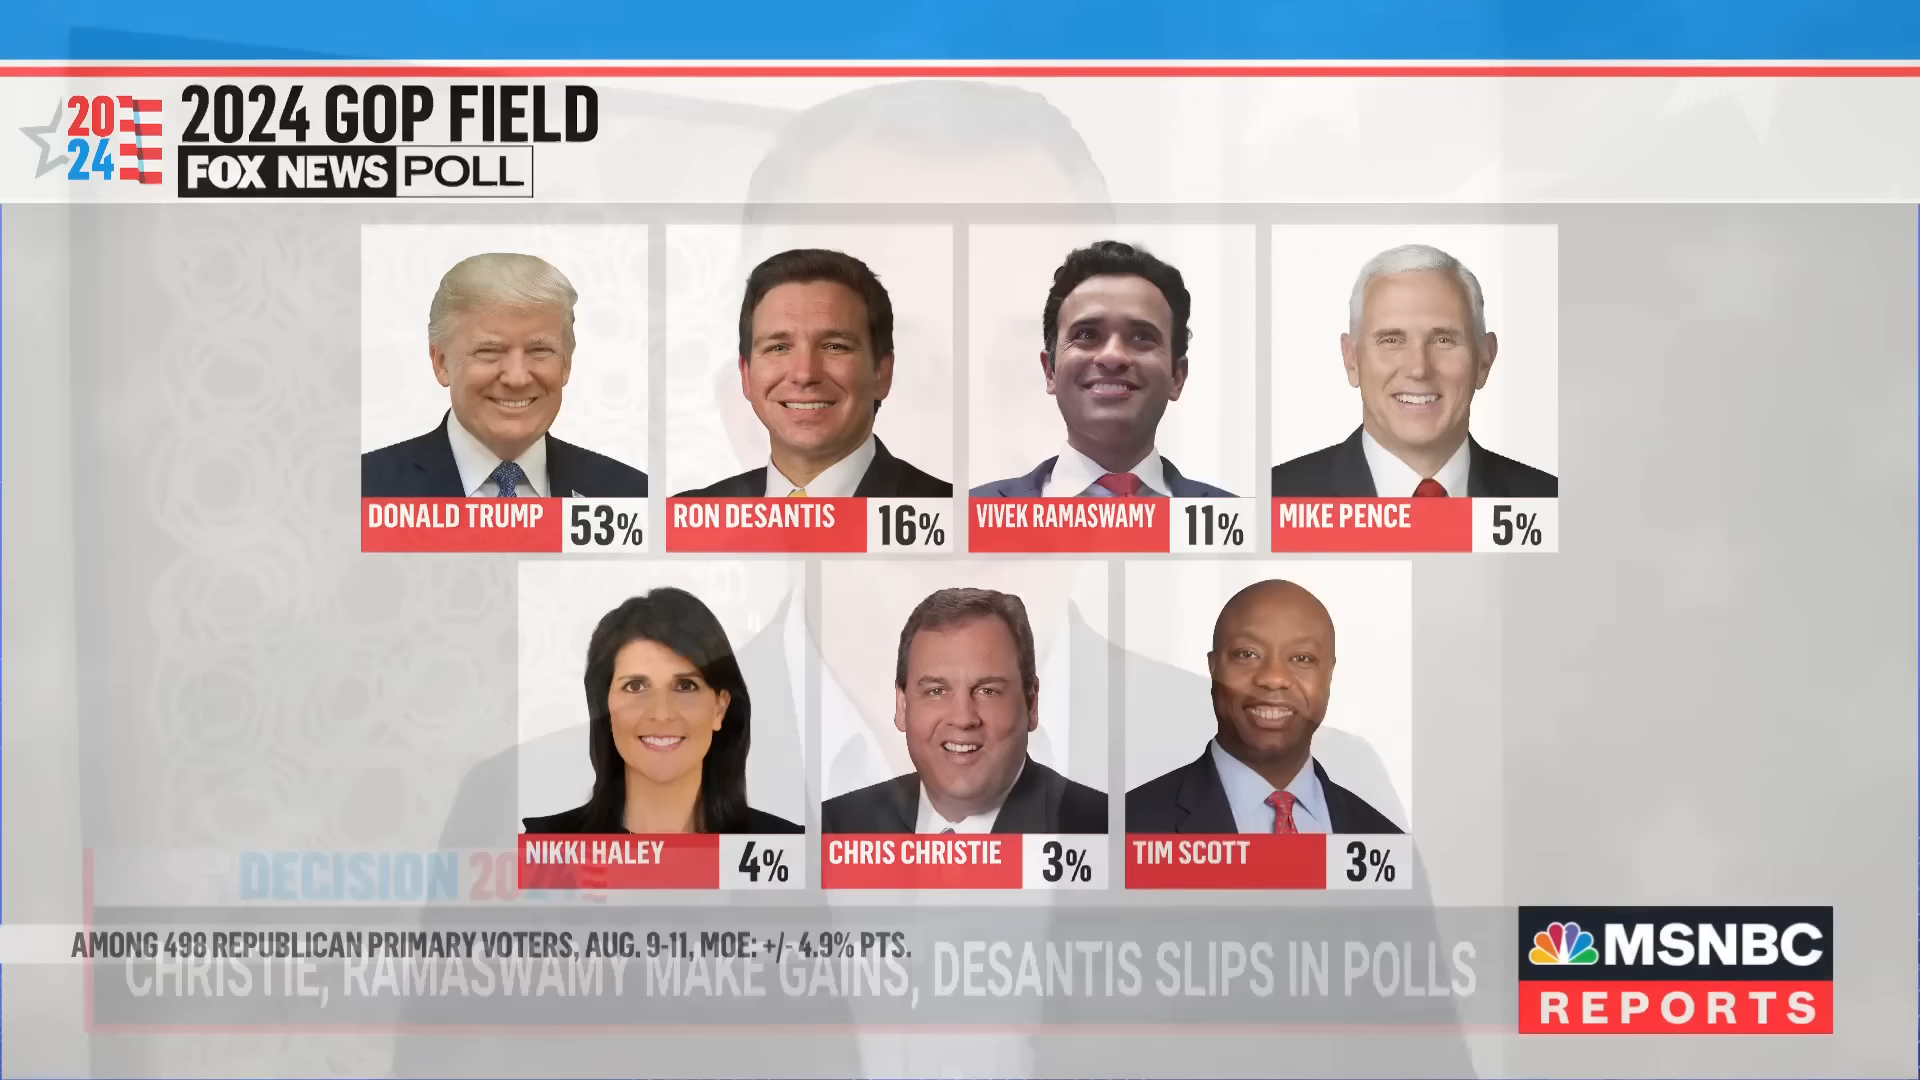 20
24
2024 GOP FIELD
FOX NEWS POLL
DONALD TRUMP 53%
RON DESANTIS 16%
VIVEK RAMASWAMY 11%
MIKE PENCE 5%
NIKKI HALEY 4%
CHRIS CHRISTIE 3%
TIM SCOTT 3%
DECISION 2024
AMONG 498 REPUBLICAN PRIMARY VOTERS, AUG. 9-11, MOE: +/- 4.9% PTS.
CHRISTIE, RAMASWAMY MAKE GAINS, DESANTIS SLIPS IN POLLS
MSNBC
REPORTS